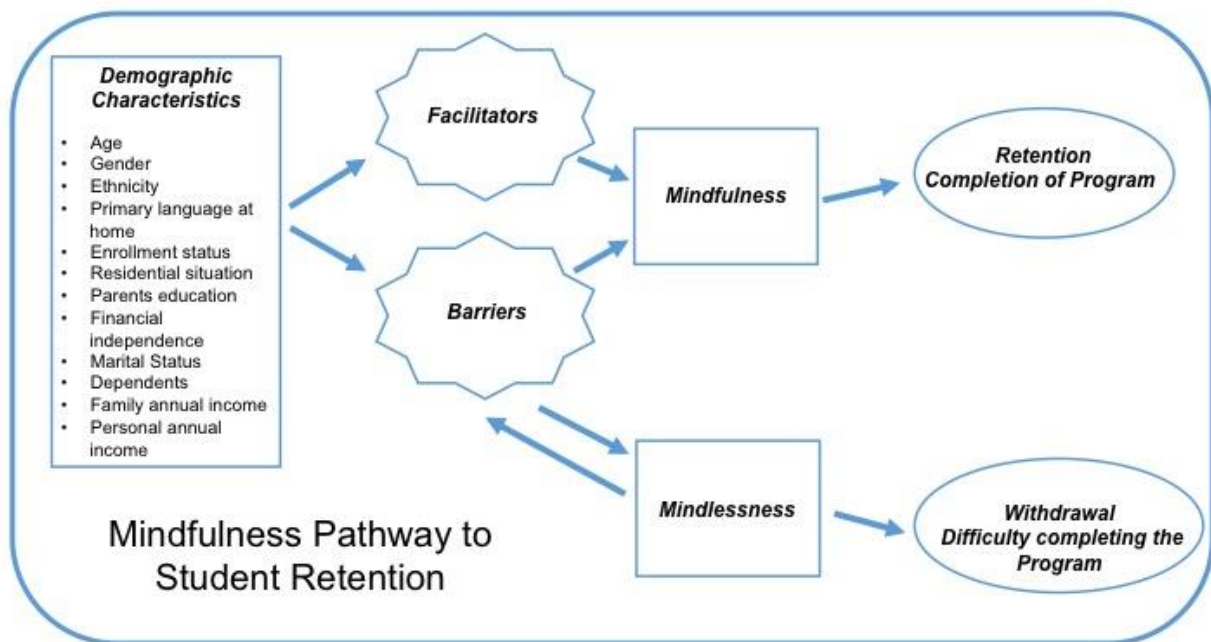 Demographic
Characteristics
• Age
• Gender
• Ethnicity
• Primary language at
home
• Enrollment status
• Residential situation
• Parents education
• Financial
independence
• Marital Status
• Dependents
• Family annual income
• Personal annual
income
Facilitators
Barriers
Mindfulness
Mindlessness
Retention
Completion of Program
Withdrawal
Difficulty completing the
Program
Mindfulness Pathway to
Student Retention